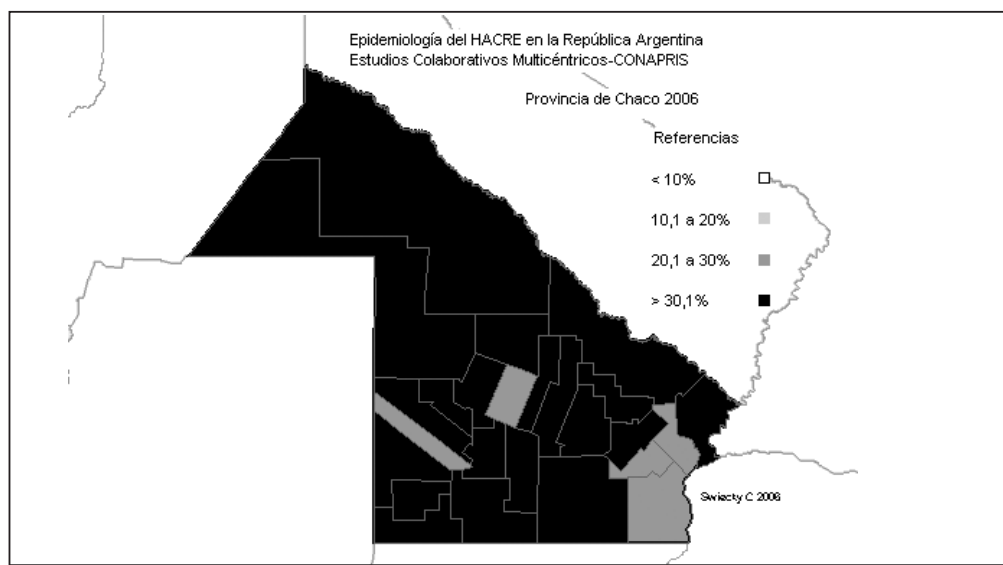 Epidemiología del HACRE en la República Argentina
Estudios Colaborativos Multicéntricos-CONAPRIS
Provincia de Chaco 2006
Referencias
< 10%
10,1 a 20%
20,1 a 30%
> 30,1%
Swiecty C 2006